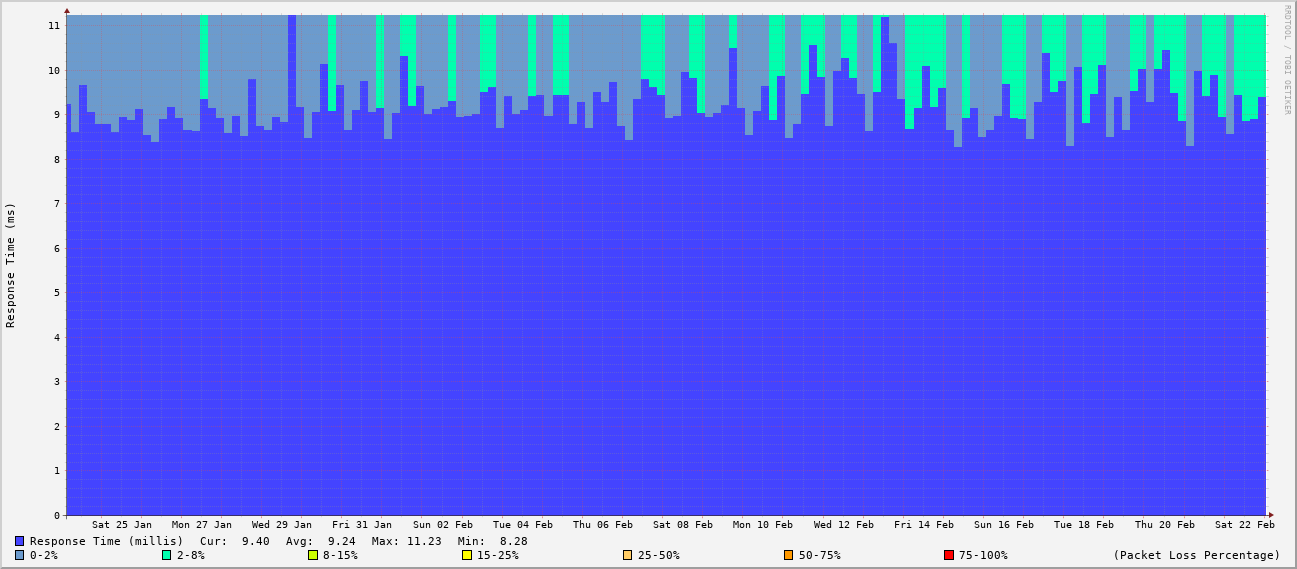 RRDTOOL / TOBI OETIKER
Response Time (ms)
11
10
9
8
7
6
5
4
3
2
1
0
Sat 25 Jan Mon 27 Jan Wed 29 Jan Fri 31 Jan Sun 02 Feb Tue 04 Feb Thu 06 Feb Sat 08 Feb Mon 10 Feb Wed 12 Feb Fri 14 Feb Sun 16 Feb Tue 18 Feb Thu 20 Feb Sat 22 Feb
Response Time (millis) Cur: 9.40 Avg: 9.24 Max: 11.23 Min: 8.28
0-2% 2-8% 8-15% 15-25% 25-50% 50-75% 75-100% (Packet Loss Percentage)